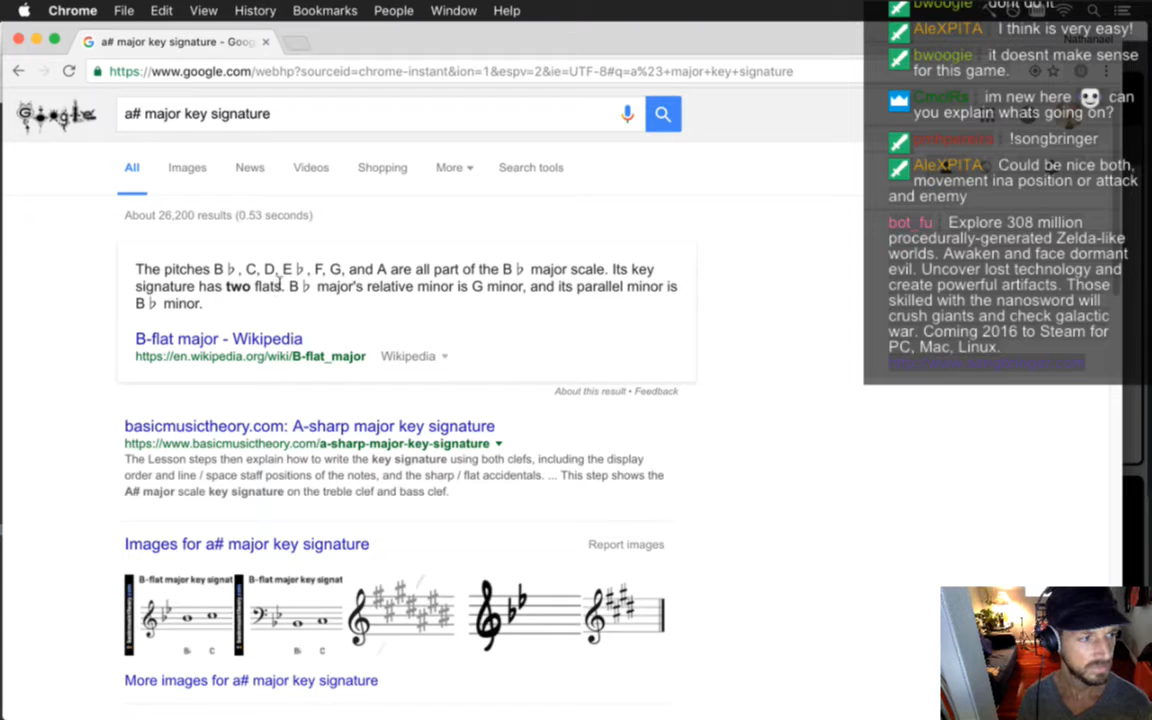 Chrome File Edit View History Bookmarks People Window Help
a# major key signature - Goog
Nathanael
https://www.google.com/webhp?sourceid=chrome-instant&ion=1&espv=2&ie=UTF-8#q=a%23+major+key+signature
Google
a# major key signature
All Images News Videos Shopping More Search tools
About 26,200 results (0.53 seconds)
The pitches B♭, C, D, E♭, F, G, and A are all part of the B♭ major scale. Its key
signature has two flats. B♭ major's relative minor is G minor, and its parallel minor is
B♭ minor.
B-flat major - Wikipedia
https://en.wikipedia.org/wiki/B-flat_major Wikipedia
About this result • Feedback
basicmusictheory.com: A-sharp major key signature
https://www.basicmusictheory.com/a-sharp-major-key-signature
The Lesson steps then explain how to write the key signature using both clefs, including the display
order and line / space staff positions of the notes, and the sharp / flat accidentals. ... This step shows the
A# major scale key signature on the treble clef and bass clef.
Images for a# major key signature Report images
B-flat major key signat B-flat major key signat
B♭ C B♭ C
More images for a# major key signature
bwoogie dont do it
AleXPITA I think is very easy!
bwoogie it doesnt make sense
for this game.
CmdRs im new here can
you explain whats going on?
!songbringer
AleXPITA Could be nice both,
movement ina position or attack
and enemy
bot_fu Explore 308 million
procedurally-generated Zelda-like
worlds. Awaken and face dormant
evil. Uncover lost technology and
create powerful artifacts. Those
skilled with the nanosword will
crush giants and check galactic
war. Coming 2016 to Steam for
PC, Mac, Linux.